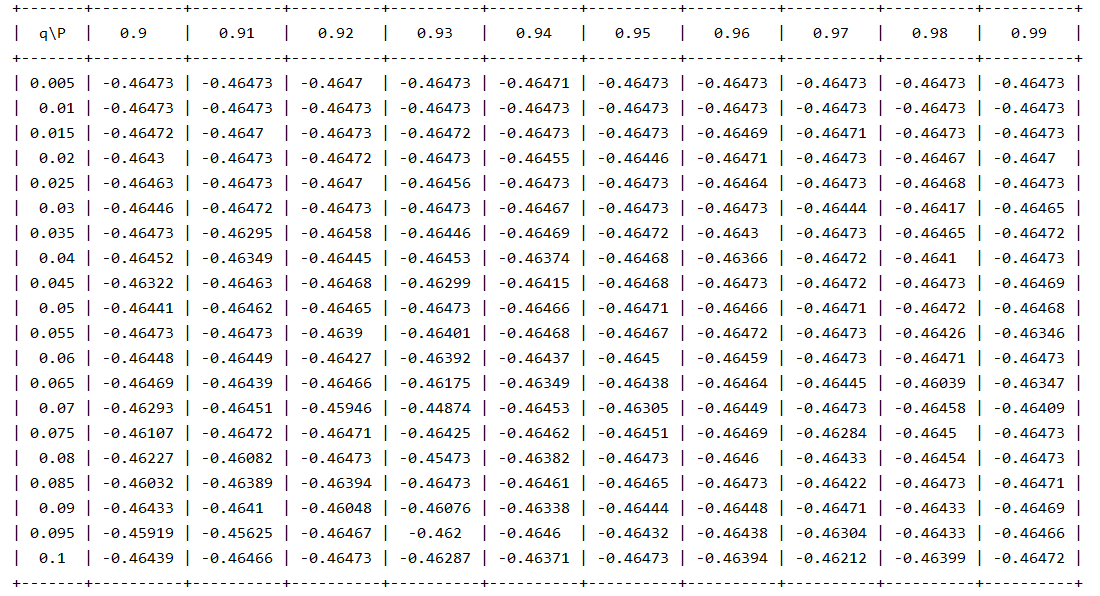 +-------+----------+----------+----------+----------+----------+----------+----------+----------+----------+----------+
|  q\P  |   0.9    |   0.91   |   0.92   |   0.93   |   0.94   |   0.95   |   0.96   |   0.97   |   0.98   |   0.99   |
+-------+----------+----------+----------+----------+----------+----------+----------+----------+----------+----------+
| 0.005 | -0.46473 | -0.46473 | -0.4647  | -0.46473 | -0.46471 | -0.46473 | -0.46473 | -0.46473 | -0.46473 | -0.46473 |
|  0.01 | -0.46473 | -0.46473 | -0.46473 | -0.46473 | -0.46473 | -0.46473 | -0.46473 | -0.46473 | -0.46473 | -0.46473 |
| 0.015 | -0.46472 | -0.4647  | -0.46473 | -0.46472 | -0.46473 | -0.46473 | -0.46469 | -0.46471 | -0.46473 | -0.46473 |
|  0.02 | -0.4643  | -0.46473 | -0.46472 | -0.46473 | -0.46455 | -0.46446 | -0.46471 | -0.46473 | -0.46467 | -0.4647  |
| 0.025 | -0.46463 | -0.46473 | -0.4647  | -0.46456 | -0.46473 | -0.46473 | -0.46464 | -0.46473 | -0.46468 | -0.46473 |
|  0.03 | -0.46446 | -0.46472 | -0.46473 | -0.46473 | -0.46467 | -0.46473 | -0.46473 | -0.46444 | -0.46417 | -0.46465 |
| 0.035 | -0.46473 | -0.46295 | -0.46458 | -0.46446 | -0.46469 | -0.46472 | -0.4643  | -0.46473 | -0.46465 | -0.46472 |
|  0.04 | -0.46452 | -0.46349 | -0.46445 | -0.46453 | -0.46374 | -0.46468 | -0.46366 | -0.46472 | -0.4641  | -0.46473 |
| 0.045 | -0.46322 | -0.46463 | -0.46468 | -0.46299 | -0.46415 | -0.46468 | -0.46473 | -0.46472 | -0.46473 | -0.46469 |
|  0.05 | -0.46441 | -0.46462 | -0.46465 | -0.46473 | -0.46466 | -0.46471 | -0.46466 | -0.46471 | -0.46472 | -0.46468 |
| 0.055 | -0.46473 | -0.46473 | -0.4639  | -0.46401 | -0.46468 | -0.46467 | -0.46472 | -0.46473 | -0.46426 | -0.46346 |
|  0.06 | -0.46448 | -0.46449 | -0.46427 | -0.46392 | -0.46437 | -0.4645  | -0.46459 | -0.46473 | -0.46471 | -0.46473 |
| 0.065 | -0.46469 | -0.46439 | -0.46466 | -0.46175 | -0.46349 | -0.46438 | -0.46464 | -0.46445 | -0.46039 | -0.46347 |
|  0.07 | -0.46293 | -0.46451 | -0.45946 | -0.44874 | -0.46453 | -0.46305 | -0.46449 | -0.46473 | -0.46458 | -0.46409 |
| 0.075 | -0.46107 | -0.46472 | -0.46471 | -0.46425 | -0.46462 | -0.46451 | -0.46469 | -0.46284 | -0.4645  | -0.46473 |
|  0.08 | -0.46227 | -0.46082 | -0.46473 | -0.45473 | -0.46382 | -0.46473 | -0.4646  | -0.46433 | -0.46454 | -0.46473 |
| 0.085 | -0.46032 | -0.46389 | -0.46394 | -0.46473 | -0.46461 | -0.46465 | -0.46473 | -0.46422 | -0.46473 | -0.46471 |
|  0.09 | -0.46433 | -0.4641  | -0.46048 | -0.46076 | -0.46338 | -0.46444 | -0.46448 | -0.46471 | -0.46433 | -0.46469 |
| 0.095 | -0.45919 | -0.45625 | -0.46467 |  -0.462  | -0.4646  | -0.46432 | -0.46438 | -0.46304 | -0.46433 | -0.46466 |
|  0.1  | -0.46439 | -0.46466 | -0.46473 | -0.46287 | -0.46371 | -0.46473 | -0.46394 | -0.46212 | -0.46399 | -0.46472 |
+-------+----------+----------+----------+----------+----------+----------+----------+----------+----------+----------+